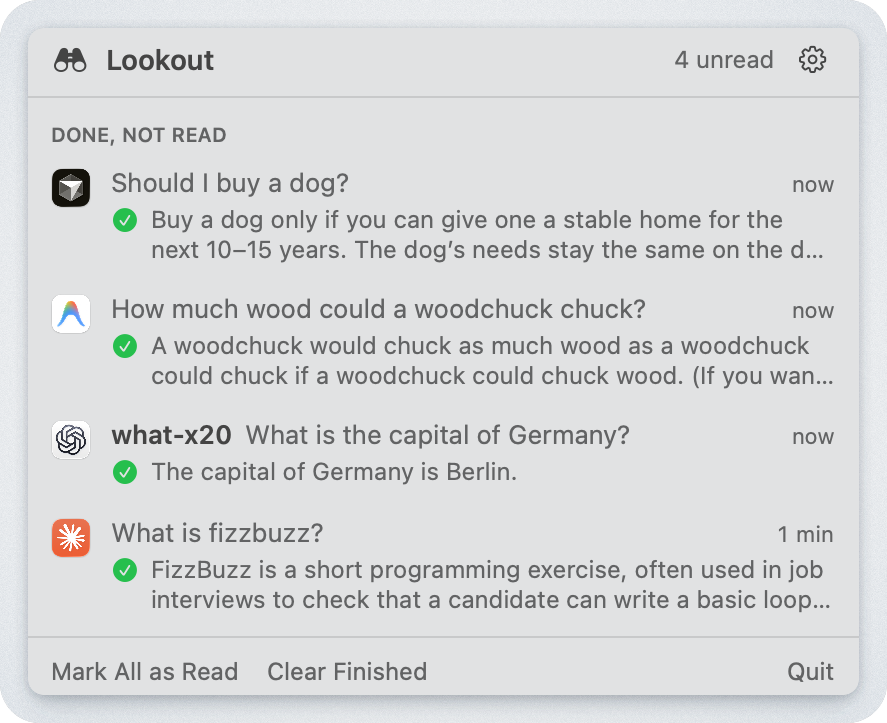 Lookout
4 unread
DONE, NOT READ
Should I buy a dog?
now
Buy a dog only if you can give one a stable home for the
next 10–15 years. The dog’s needs stay the same on the d...
How much wood could a woodchuck chuck?
now
A woodchuck would chuck as much wood as a woodchuck
could chuck if a woodchuck could chuck wood. (If you wan...
what-x20 What is the capital of Germany?
now
The capital of Germany is Berlin.
What is fizzbuzz?
1 min
FizzBuzz is a short programming exercise, often used in job
interviews to check that a candidate can write a basic loop...
Mark All as Read
Clear Finished
Quit